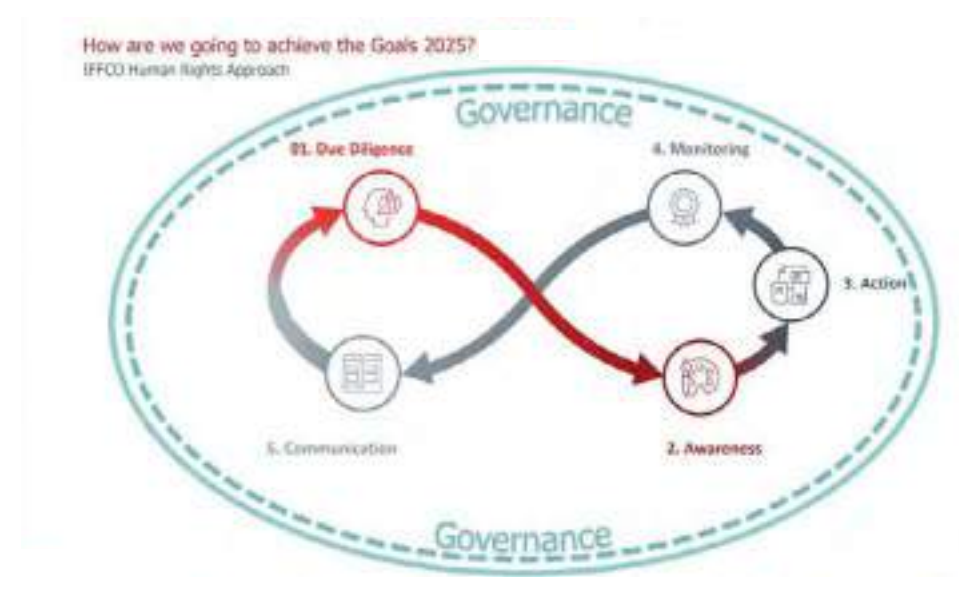 How are we going to achieve the Goals 2025?
IFFCO Human Rights Approach
Governance
01. Due Diligence
4. Monitoring
3. Action
5. Communication
2. Awareness
Governance